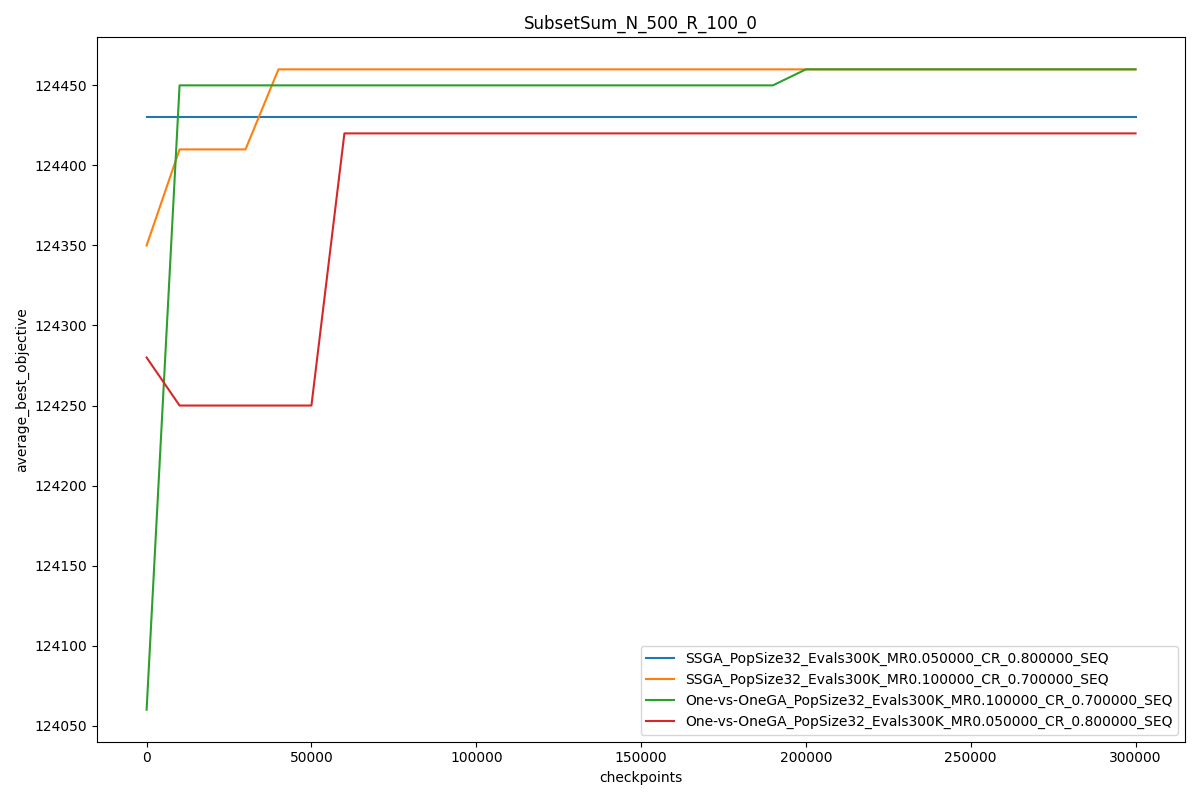 SubsetSum_N_500_R_100_0
average_best_objective
124450
124400
124350
124300
124250
124200
124150
124100
124050
0
50000
100000
150000
200000
250000
300000
checkpoints
SSGA_PopSize32_Evals300K_MR0.050000_CR_0.800000_SEQ
SSGA_PopSize32_Evals300K_MR0.100000_CR_0.700000_SEQ
One-vs-OneGA_PopSize32_Evals300K_MR0.100000_CR_0.700000_SEQ
One-vs-OneGA_PopSize32_Evals300K_MR0.050000_CR_0.800000_SEQ